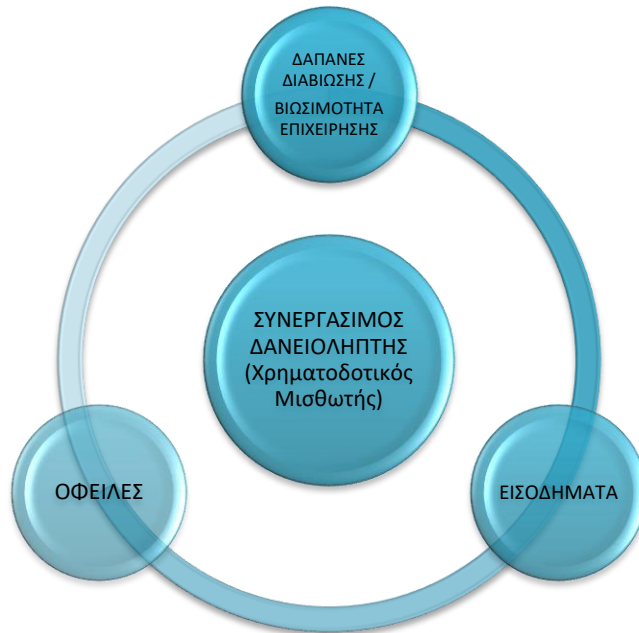 ΔΑΠΑΝΕΣ
ΔΙΑΒΙΩΣΗΣ /
ΒΙΩΣΙΜΟΤΗΤΑ
ΕΠΙΧΕΙΡΗΣΗΣ
ΣΥΝΕΡΓΑΣΙΜΟΣ
ΔΑΝΕΙΟΛΗΠΤΗΣ
(Χρηματοδοτικός
Μισθωτής)
ΟΦΕΙΛΕΣ
ΕΙΣΟΔΗΜΑΤΑ